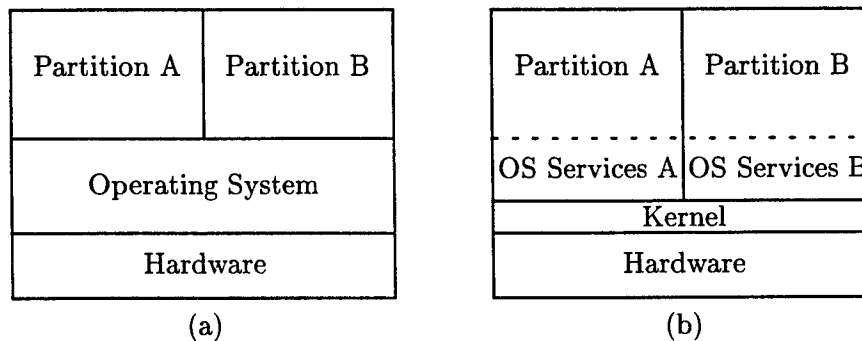 Partition A
Partition B
Operating System
Hardware
(a)
Partition A
Partition B
OS Services A
OS Services B
Kernel
Hardware
(b)